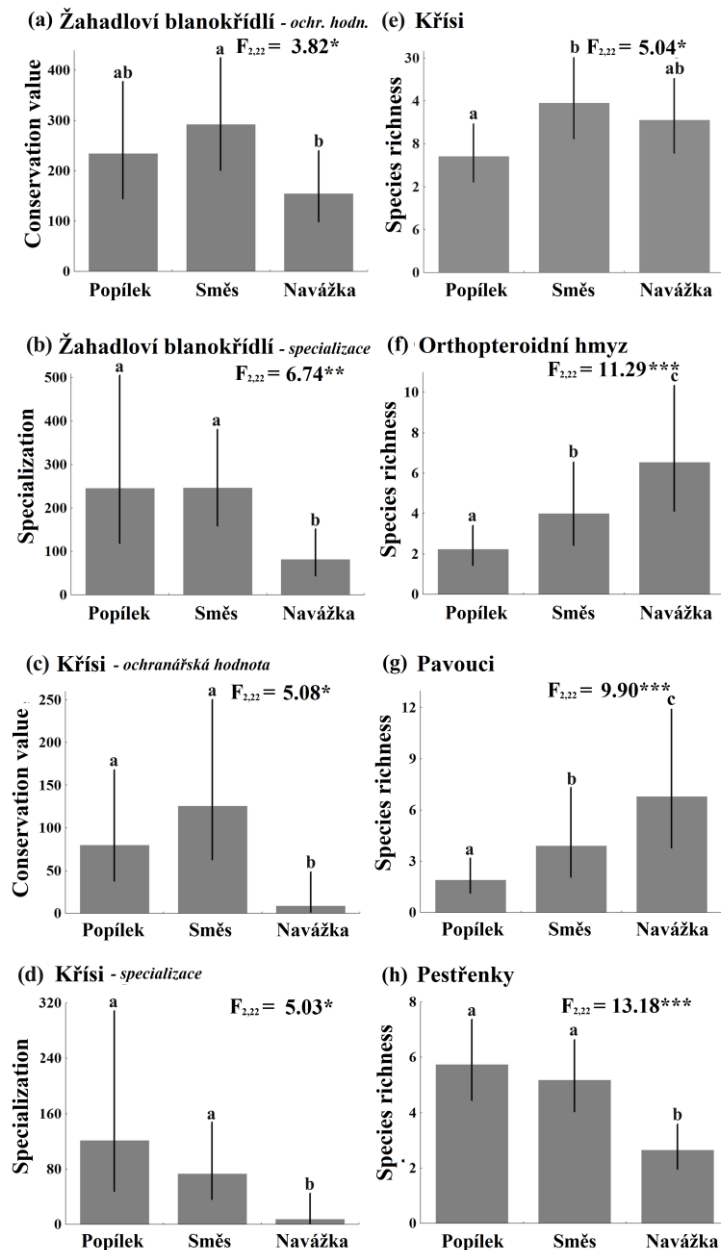 (a) Žahadloví blanokřídlí - ochr. hodn.
F2,22 = 3.82*
Conservation value
400
300
200
100
0
ab
a
b
Popílek Směs Navážka
(e) Křísi
F2,22 = 5.04*
Species richness
30
4
8
2
6
0
a
b
ab
Popílek Směs Navážka
(b) Žahadloví blanokřídlí - specializace
F2,22 = 6.74**
Specialization
500
400
300
200
100
0
a
a
b
Popílek Směs Navážka
(f) Orthopteroidní hmyz
F2,22 = 11.29***
Species richness
10
8
6
4
2
0
a
b
c
Popílek Směs Navážka
(c) Křísi - ochranářská hodnota
F2,22 = 5.08*
Conservation value
250
200
150
100
50
0
a
a
b
Popílek Směs Navážka
(g) Pavouci
F2,22 = 9.90***
Species richness
12
9
6
3
0
a
b
c
Popílek Směs Navážka
(d) Křísi - specializace
F2,22 = 5.03*
Specialization
320
240
160
80
0
a
a
b
Popílek Směs Navážka
(h) Pestřenky
F2,22 = 13.18***
Species richness
8
6
4
2
0
a
a
b
Popílek Směs Navážka